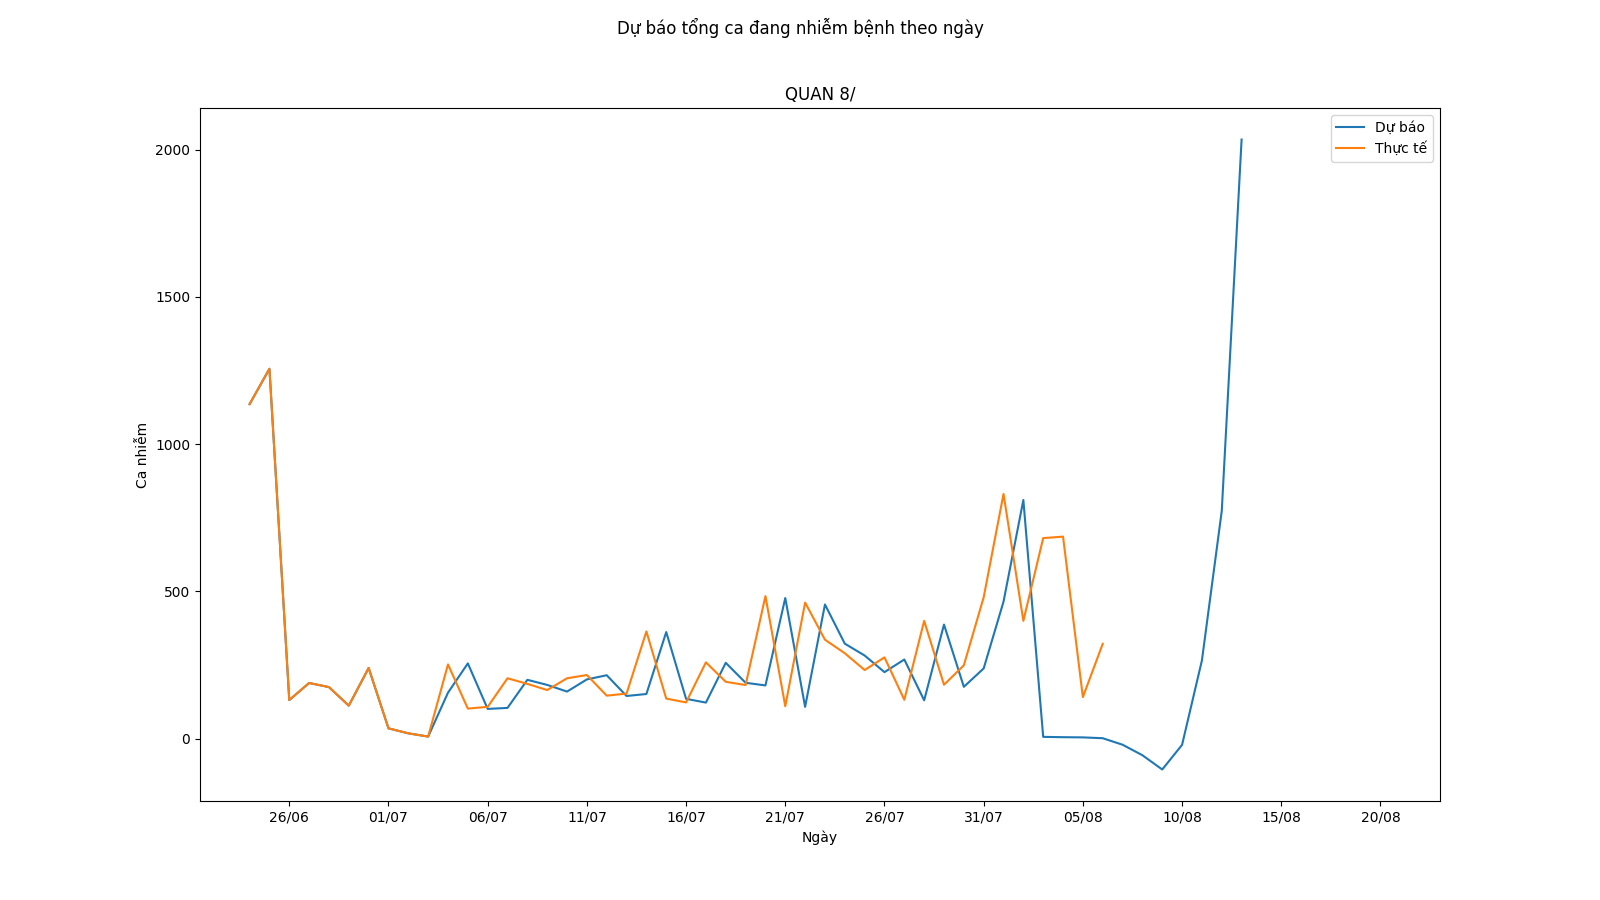 Dự báo tổng ca đang nhiễm bệnh theo ngày
QUAN 8/
Dự báo
Thực tế
2000
1500
1000
500
0
Ca nhiễm
26/06 01/07 06/07 11/07 16/07 21/07 26/07 31/07 05/08 10/08 15/08 20/08
Ngày